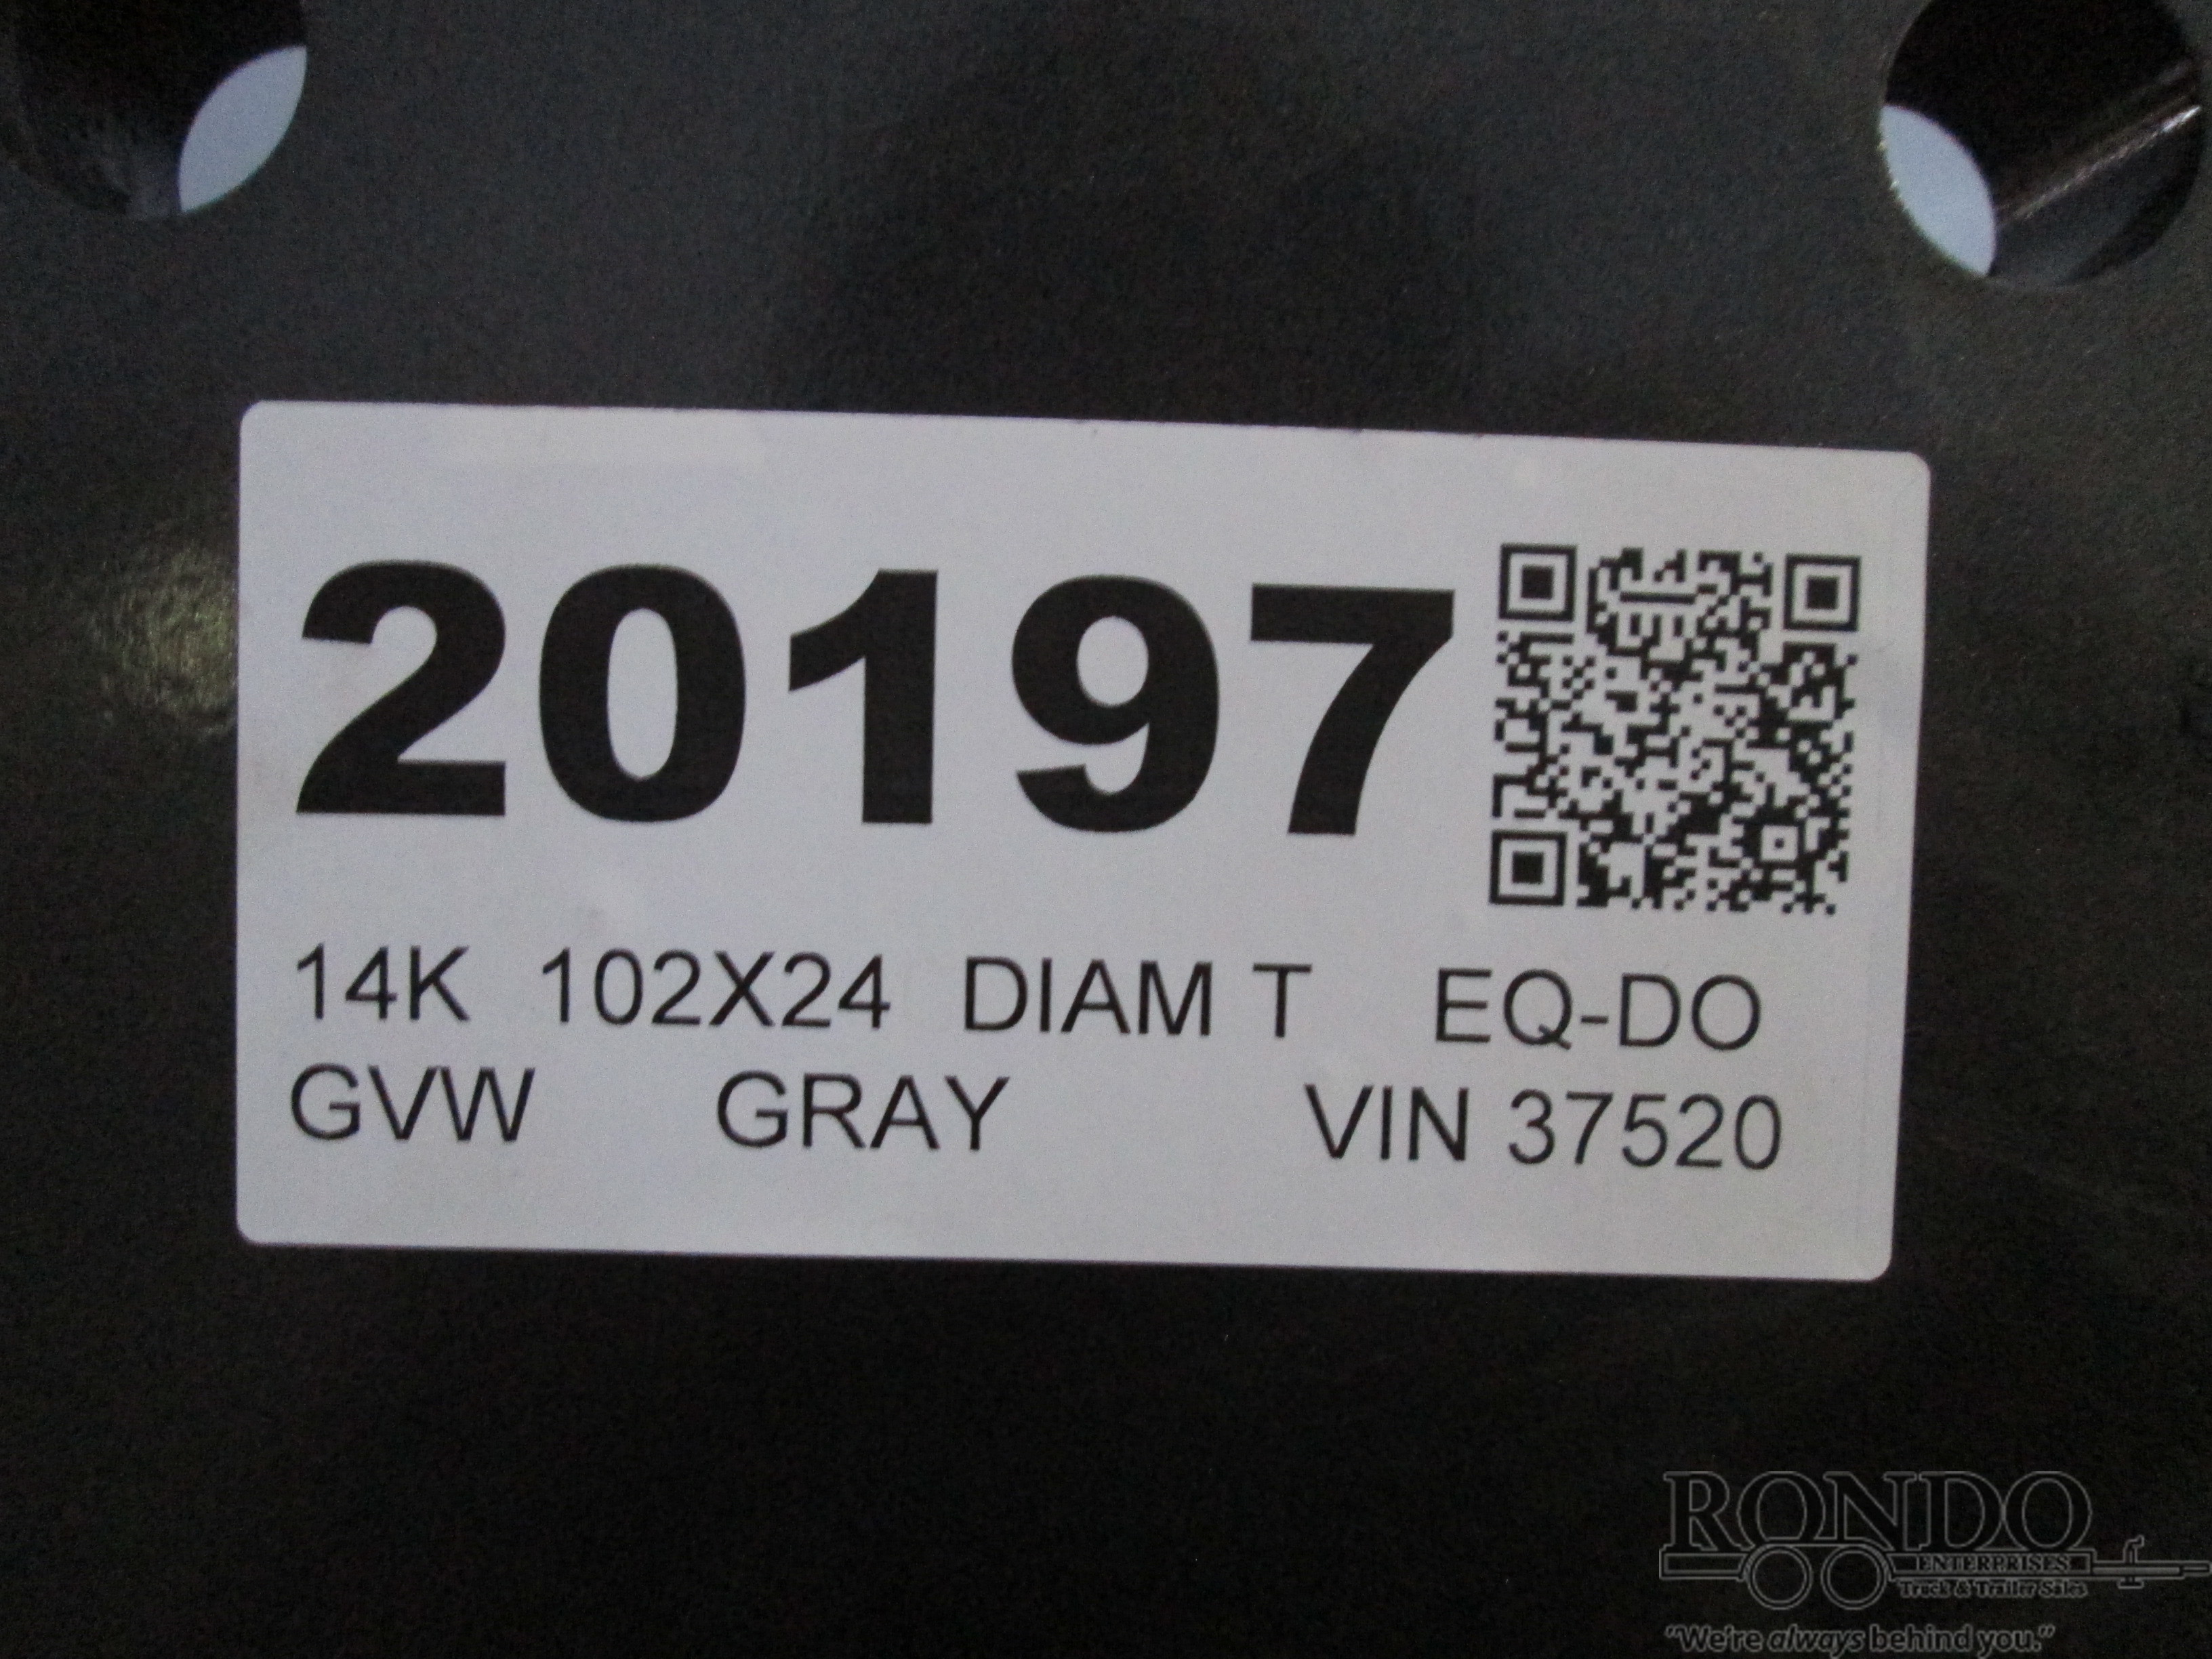 20197
14K 102X24 DIAM T EQ-DO
GVW GRAY VIN 37520
RONDO
ENTERPRISES
Truck & Trailer Sales
"We're always behind you."